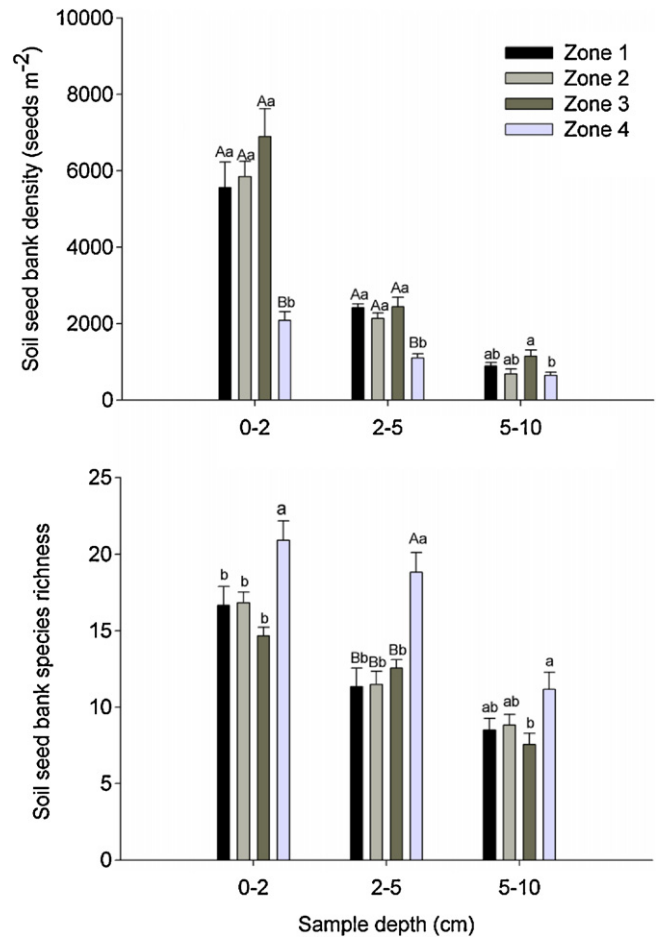 10000
8000
6000
4000
2000
0
Soil seed bank density (seeds m⁻²)
Zone 1
Zone 2
Zone 3
Zone 4
Aa Aa Aa Bb
Aa Aa Aa Bb
ab ab a b
0-2 2-5 5-10
25
20
15
10
5
0
Soil seed bank species richness
b b b a
Bb Bb Bb Aa
ab ab b a
0-2 2-5 5-10
Sample depth (cm)